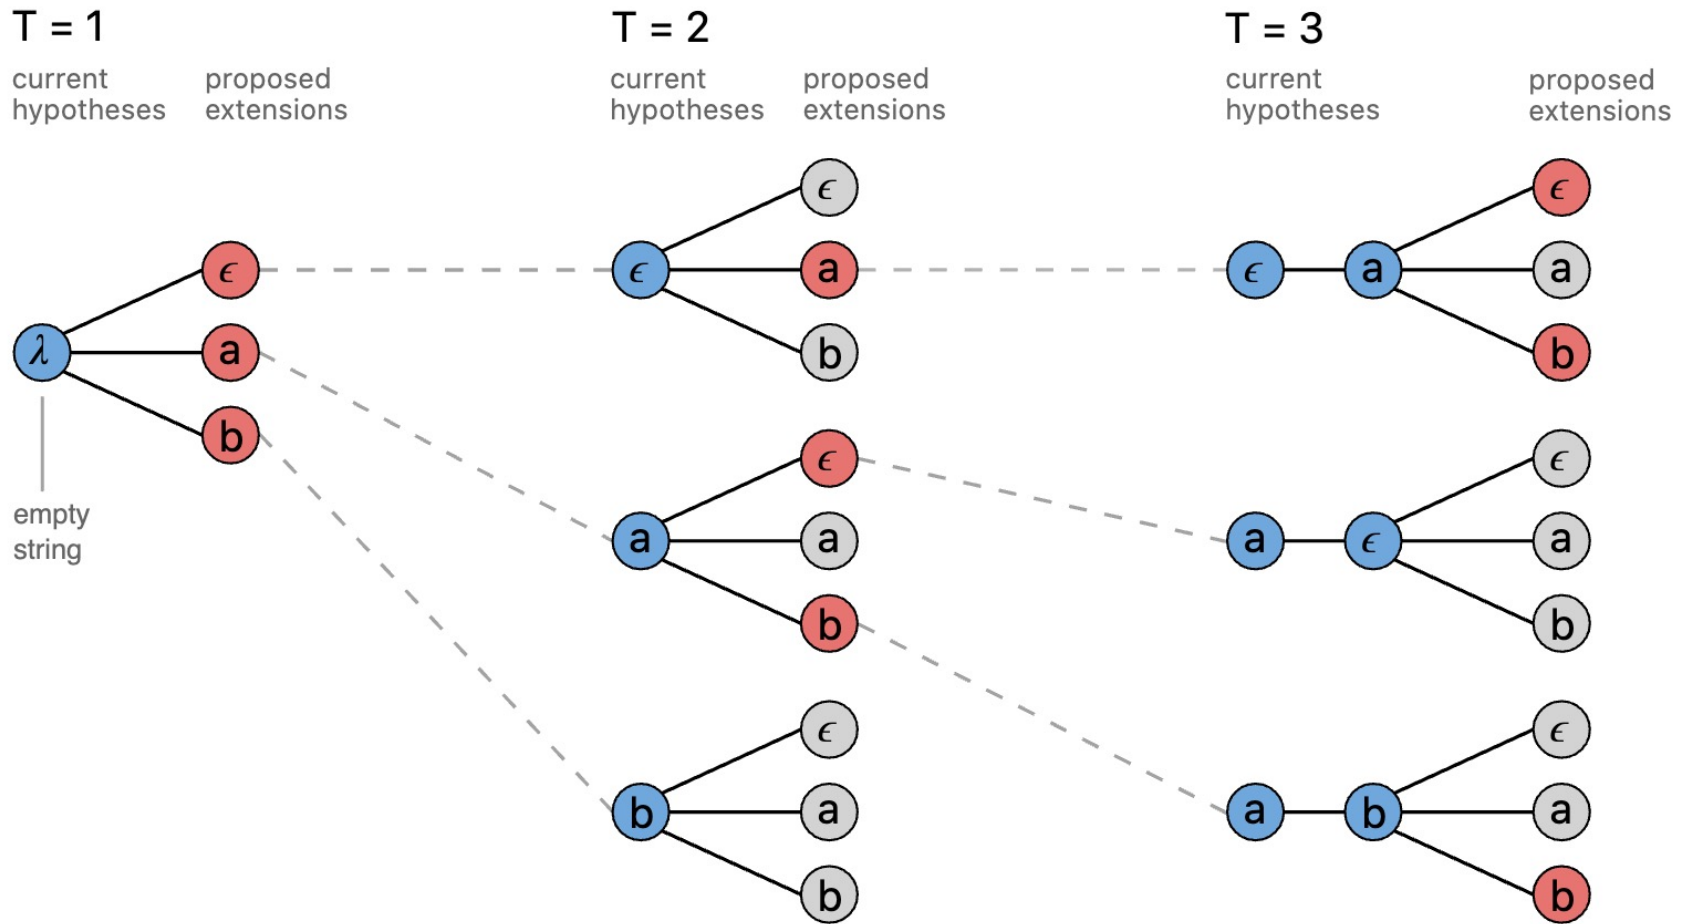 T = 1
current hypotheses
proposed extensions
λ
ϵ
a
b
empty
string
T = 2
current hypotheses
proposed extensions
ϵ
ϵ
a
b
a
ϵ
a
b
b
ϵ
a
b
T = 3
current hypotheses
proposed extensions
ϵ
a
ϵ
a
b
a
ϵ
ϵ
a
b
a
b
ϵ
a
b